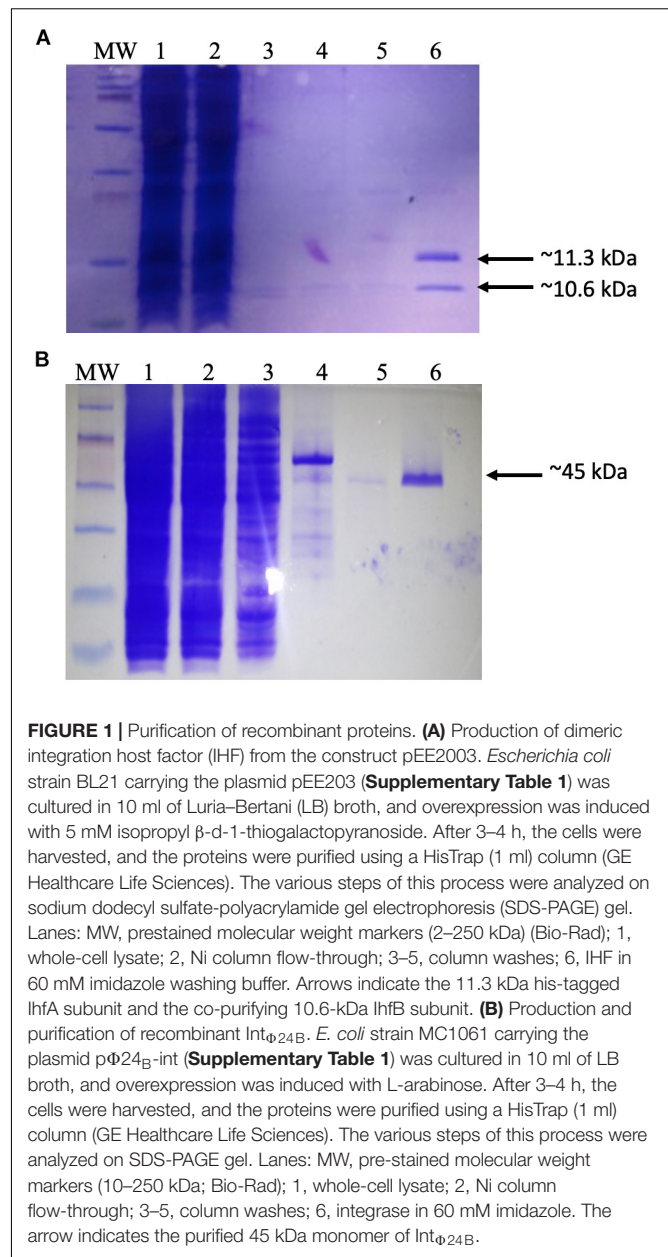 A
MW 1 2 3 4 5 6
~11.3 kDa
~10.6 kDa
B
MW 1 2 3 4 5 6
~45 kDa
FIGURE 1 | Purification of recombinant proteins. (A) Production of dimeric
integration host factor (IHF) from the construct pEE2003. Escherichia coli
strain BL21 carrying the plasmid pEE203 (Supplementary Table 1) was
cultured in 10 ml of Luria–Bertani (LB) broth, and overexpression was induced
with 5 mM isopropyl β-d-1-thiogalactopyranoside. After 3–4 h, the cells were
harvested, and the proteins were purified using a HisTrap (1 ml) column (GE
Healthcare Life Sciences). The various steps of this process were analyzed on
sodium dodecyl sulfate-polyacrylamide gel electrophoresis (SDS-PAGE) gel.
Lanes: MW, prestained molecular weight markers (2–250 kDa) (Bio-Rad); 1,
whole-cell lysate; 2, Ni column flow-through; 3–5, column washes; 6, IHF in
60 mM imidazole washing buffer. Arrows indicate the 11.3 kDa his-tagged
IhfA subunit and the co-purifying 10.6-kDa IhfB subunit. (B) Production and
purification of recombinant IntΦ24B. E. coli strain MC1061 carrying the
plasmid pΦ24B-int (Supplementary Table 1) was cultured in 10 ml of LB
broth, and overexpression was induced with L-arabinose. After 3–4 h, the
cells were harvested, and the proteins were purified using a HisTrap (1 ml)
column (GE Healthcare Life Sciences). The various steps of this process were
analyzed on SDS-PAGE gel. Lanes: MW, pre-stained molecular weight
markers (10–250 kDa; Bio-Rad); 1, whole-cell lysate; 2, Ni column
flow-through; 3–5, column washes; 6, integrase in 60 mM imidazole. The
arrow indicates the purified 45 kDa monomer of IntΦ24B.